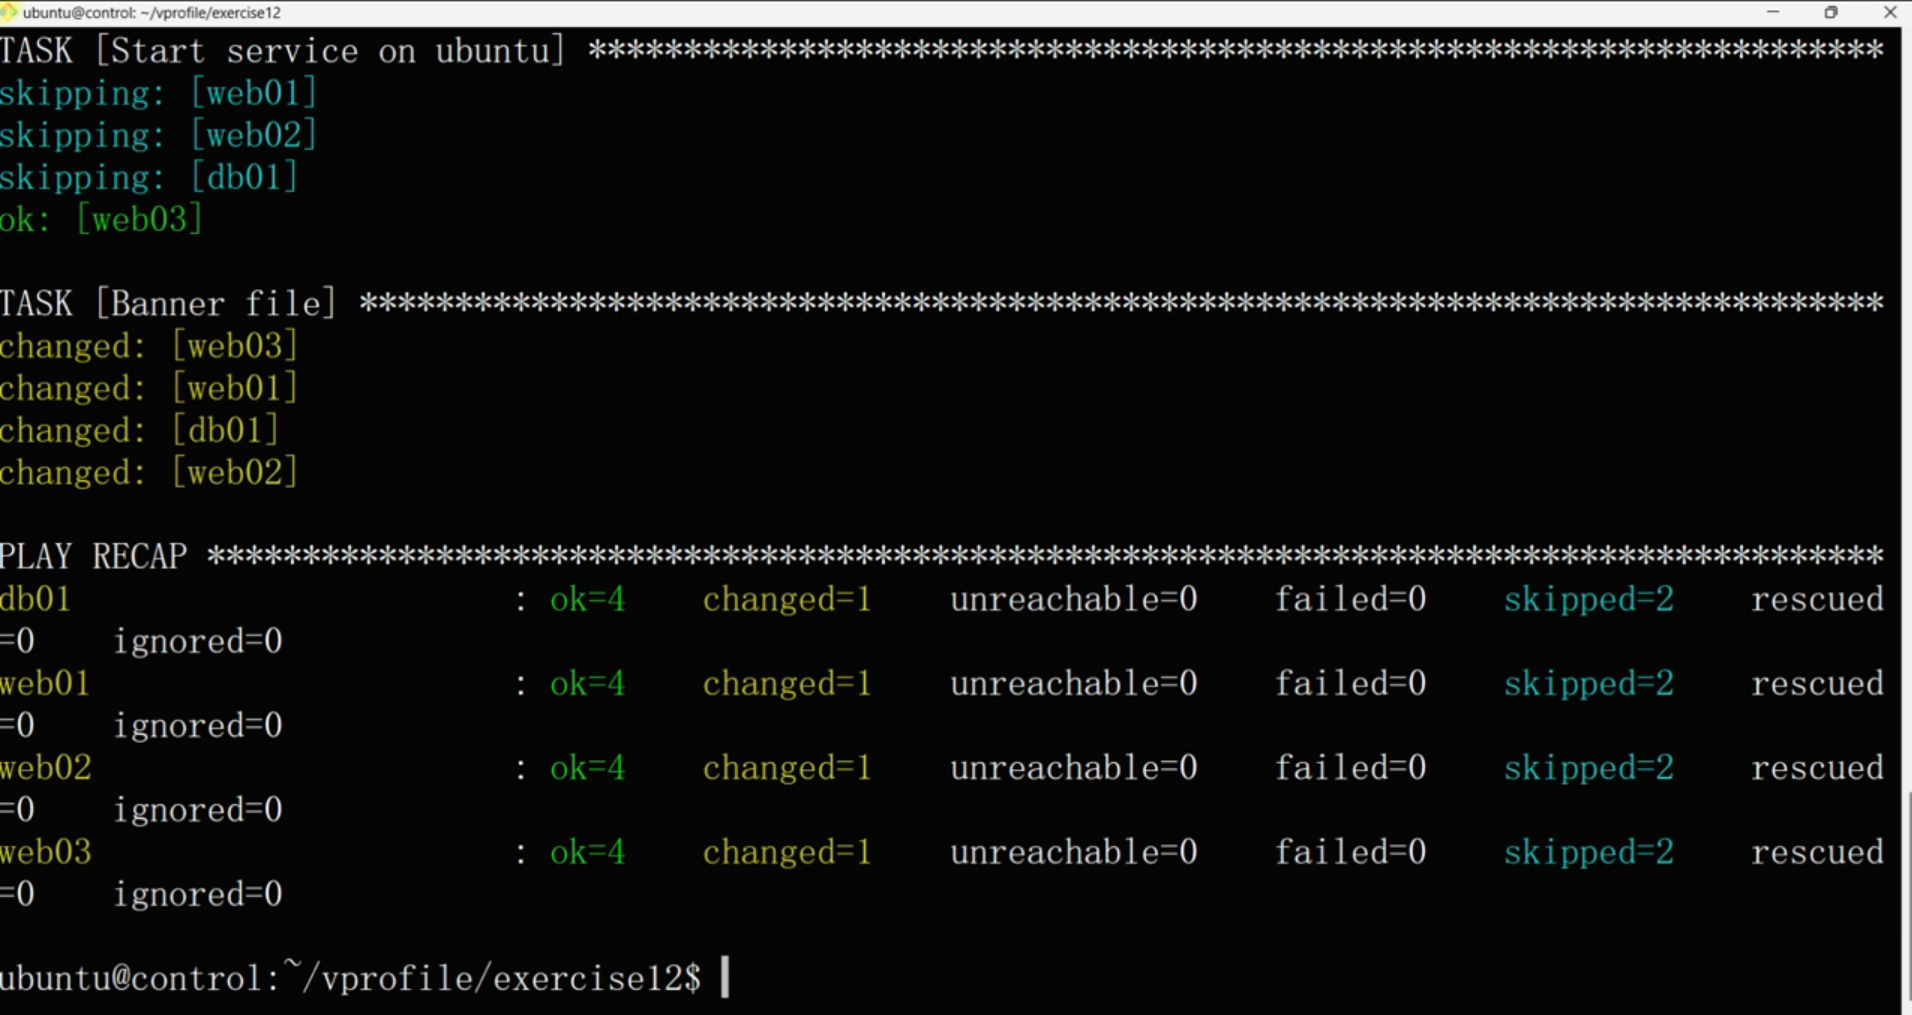 ubuntu@control: ~/vprofile/exercise12
TASK [Start service on ubuntu] ********************************************************************
skipping: [web01]
skipping: [web02]
skipping: [db01]
ok: [web03]
TASK [Banner file] ********************************************************************************
changed: [web03]
changed: [web01]
changed: [db01]
changed: [web02]
PLAY RECAP ****************************************************************************************
db01                       : ok=4    changed=1    unreachable=0    failed=0    skipped=2    rescued
=0    ignored=0
web01                      : ok=4    changed=1    unreachable=0    failed=0    skipped=2    rescued
=0    ignored=0
web02                      : ok=4    changed=1    unreachable=0    failed=0    skipped=2    rescued
=0    ignored=0
web03                      : ok=4    changed=1    unreachable=0    failed=0    skipped=2    rescued
=0    ignored=0
ubuntu@control:~/vprofile/exercise12$